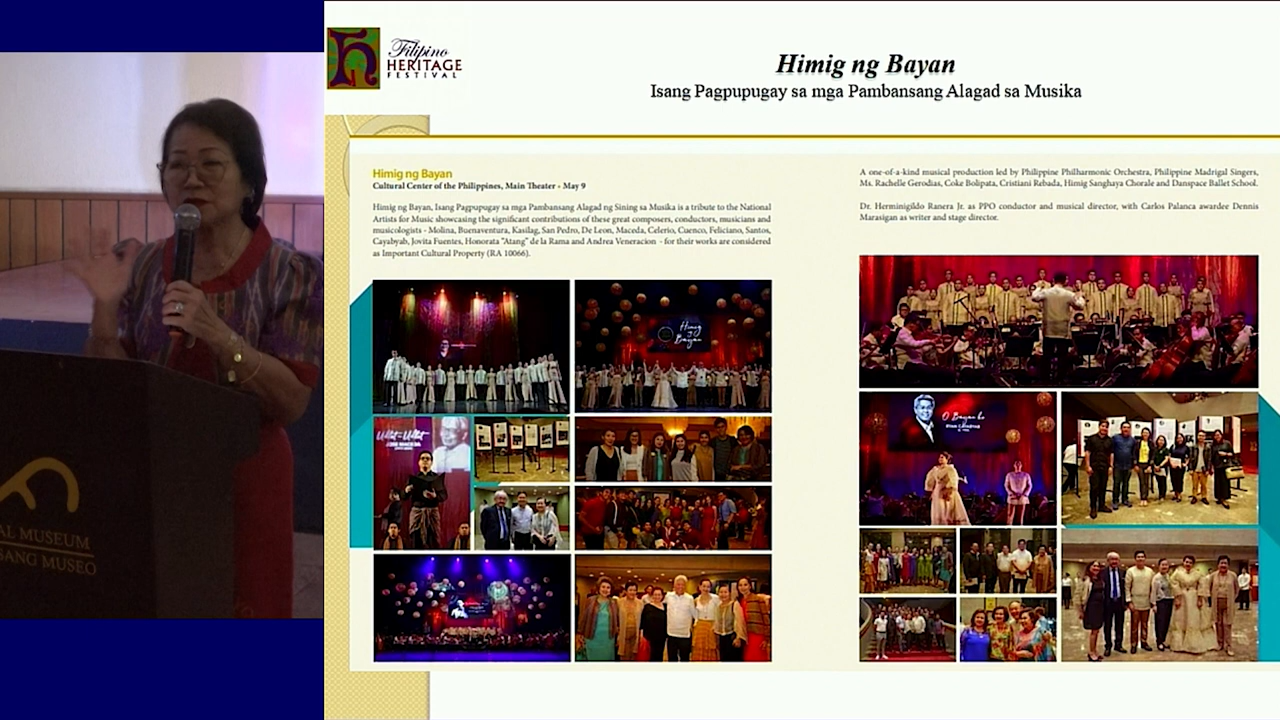 Filipino
HERITAGE
FESTIVAL
Himig ng Bayan
Isang Pagpupugay sa mga Pambansang Alagad sa Musika
Himig ng Bayan
Cultural Center of the Philippines, Main Theater • May 9
Himig ng Bayan, Isang Pagpupugay sa mga Pambansang Alagad ng Sining sa Musika is a tribute to the National
Artists for Music showcasing the significant contributions of these great composers, conductors, musicians and
musicologists - Molina, Buenaventura, Kasilag, San Pedro, De Leon, Maceda, Celerio, Cuenco, Feliciano, Santos,
Cayabyab, Jovita Fuentes, Honorata "Atang" de la Rama and Andrea Veneracion - for their works are considered
as Important Cultural Property (RA 10066).
A one-of-a-kind musical production led by Philippine Philharmonic Orchestra, Philippine Madrigal Singers,
Ms. Rachelle Gerodias, Coke Bolipata, Cristiani Rebada, Himig Sanghaya Chorale and Danspace Ballet School.
Dr. Herminigildo Ranera Jr. as PPO conductor and musical director, with Carlos Palanca awardee Dennis
Marasigan as writer and stage director.
Himig
ng
Bayan
Udlot-Udlot
O Bayan ko
AL MUSEUM
SANG MUSEO